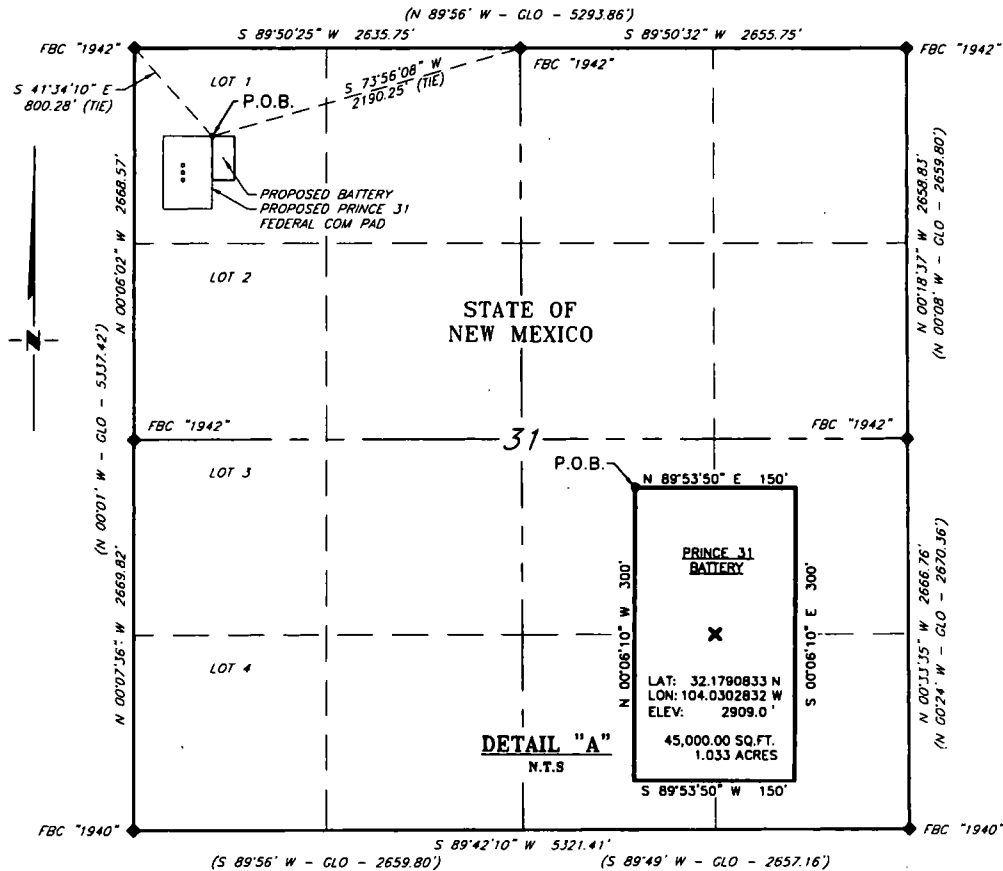 (N 89°56' W - GLO - 5293.86')
S 89°50'25" W 2635.75'
S 89°50'32" W 2655.75'
FBC "1942"
FBC "1942"
FBC "1942"
S 41°34'10" E
800.28' (TIE)
LOT 1
S 73°56'08" W
2190.25' (TIE)
P.O.B.
PROPOSED BATTERY
PROPOSED PRINCE 31
FEDERAL COM PAD
N 00°06'02" W 2668.57'
N 00°18'37" W 2658.83'
(N 00°08' W - GLO - 2659.80')
LOT 2
STATE OF
NEW MEXICO
N
(N 00°01' W - GLO - 5337.42')
FBC "1942"
31
FBC "1942"
LOT 3
P.O.B.
N 89°53'50" E 150'
PRINCE 31
BATTERY
N 00°06'10" W 300'
S 00°06'10" E 300'
N 00°07'36" W 2669.82'
N 00°33'35" W 2666.76'
(N 00°24' W - GLO - 2670.36')
LOT 4
LAT: 32.1790833 N
LON: 104.0302832 W
ELEV: 2909.0'
45,000.00 SQ.FT.
1.033 ACRES
DETAIL "A"
N.T.S
S 89°53'50" W 150'
FBC "1940"
FBC "1940"
S 89°42'10" W 5321.41'
(S 89°56' W - GLO - 2659.80')
(S 89°49' W - GLO - 2657.16')